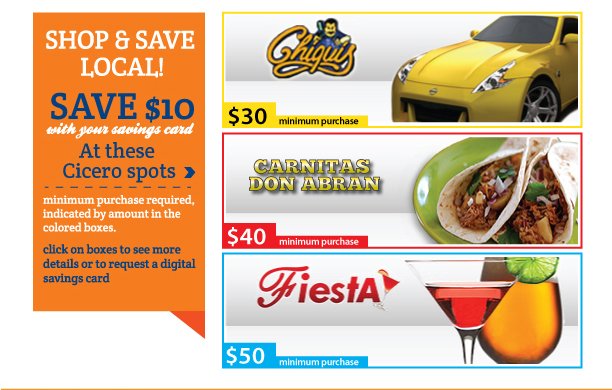 SHOP & SAVE
LOCAL!
SAVE $10
with your savings card
At these
Cicero spots
minimum purchase required,
indicated by amount in the
colored boxes.
click on boxes to see more
details or to request a digital
savings card
Chiquis
$30 minimum purchase
CARNITAS
DON ABRAN
$40 minimum purchase
FiestA
$50 minimum purchase